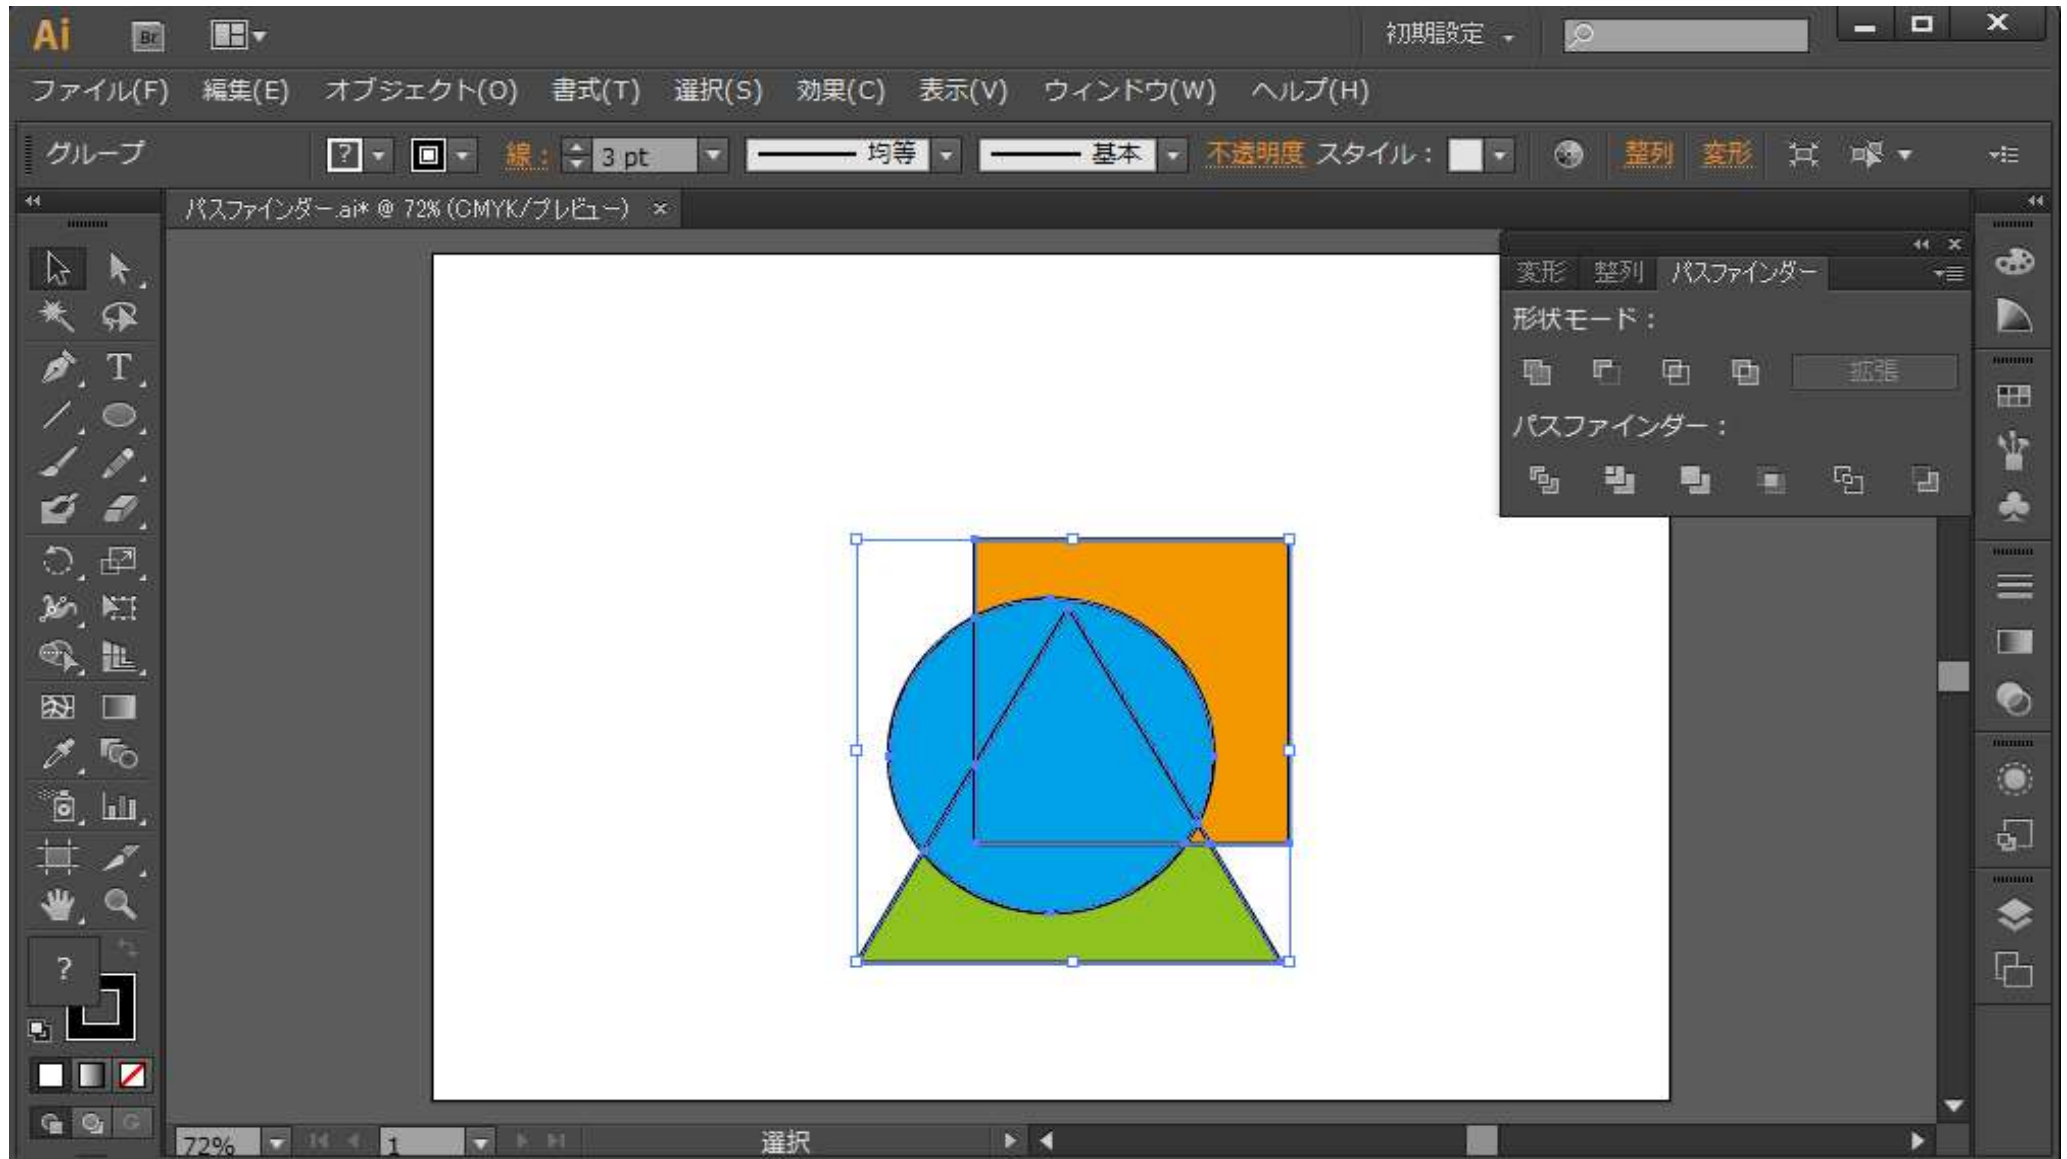 Ai Br 初期設定
ファイル(F) 編集(E) オブジェクト(O) 書式(T) 選択(S) 効果(C) 表示(V) ウィンドウ(W) ヘルプ(H)
グループ ? 線: 3 pt 均等 基本 不透明度 スタイル: 整列 変形
パスファインダー.ai* @ 72% (CMYK/プレビュー) ×
変形 整列 パスファインダー
形状モード:
拡張
パスファインダー:
T
?
72% 1 選択